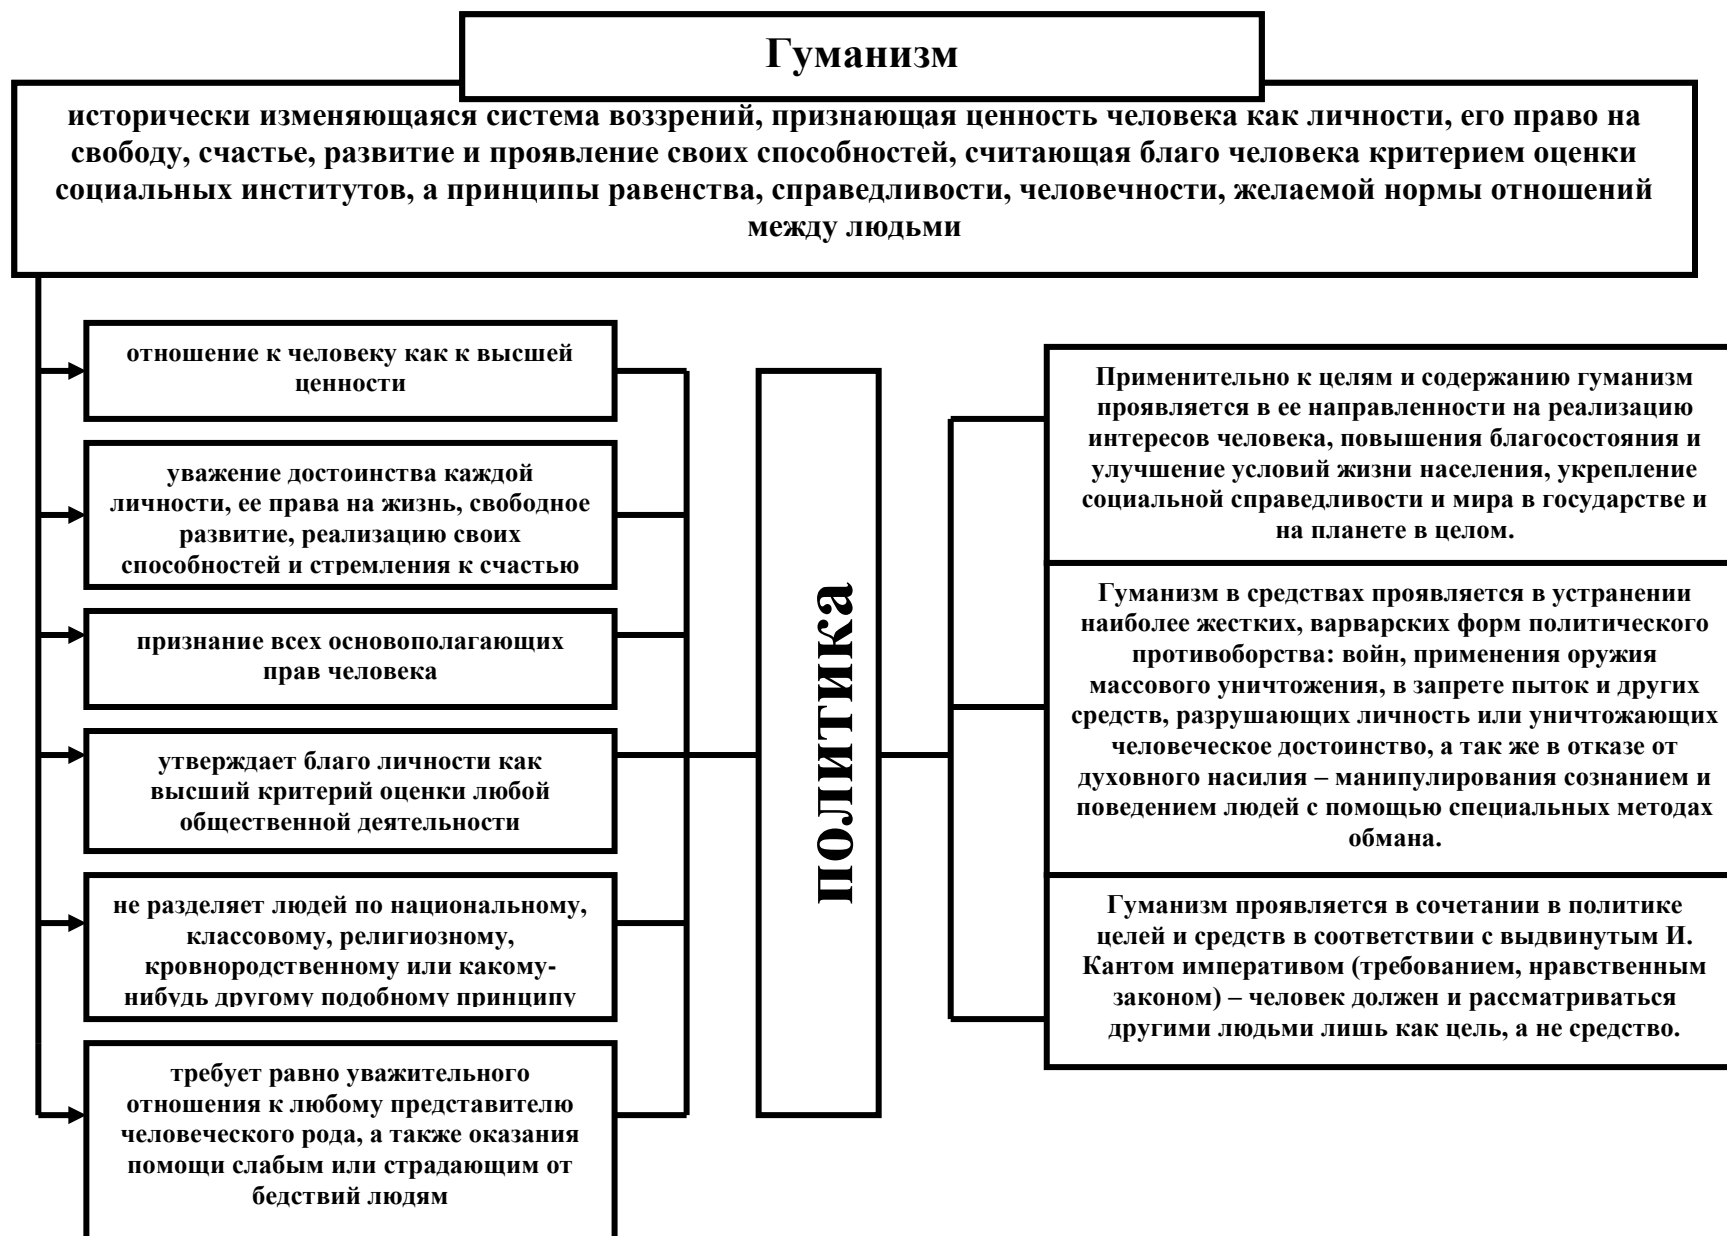 Гуманизм
исторически изменяющаяся система воззрений, признающая ценность человека как личности, его право на
свободу, счастье, развитие и проявление своих способностей, считающая благо человека критерием оценки
социальных институтов, а принципы равенства, справедливости, человечности, желаемой нормы отношений
между людьми
отношение к человеку как к высшей
ценности
уважение достоинства каждой
личности, ее права на жизнь, свободное
развитие, реализацию своих
способностей и стремления к счастью
признание всех основополагающих
прав человека
утверждает благо личности как
высший критерий оценки любой
общественной деятельности
не разделяет людей по национальному,
классовому, религиозному,
кровнородственному или какому-
нибудь другому подобному принципу
требует равно уважительного
отношения к любому представителю
человеческого рода, а также оказания
помощи слабым или страдающим от
бедствий людям
политика
Применительно к целям и содержанию гуманизм
проявляется в ее направленности на реализацию
интересов человека, повышения благосостояния и
улучшение условий жизни населения, укрепление
социальной справедливости и мира в государстве и
на планете в целом.
Гуманизм в средствах проявляется в устранении
наиболее жестких, варварских форм политического
противоборства: войн, применения оружия
массового уничтожения, в запрете пыток и других
средств, разрушающих личность или уничтожающих
человеческое достоинство, а так же в отказе от
духовного насилия – манипулирования сознанием и
поведением людей с помощью специальных методах
обмана.
Гуманизм проявляется в сочетании в политике
целей и средств в соответствии с выдвинутым И.
Кантом императивом (требованием, нравственным
законом) – человек должен и рассматриваться
другими людьми лишь как цель, а не средство.